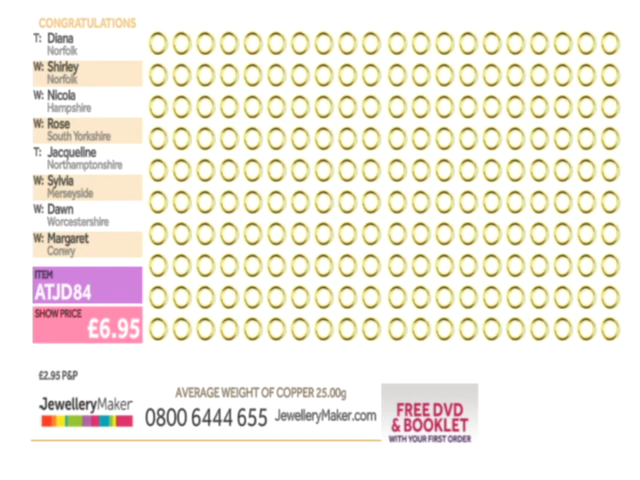 CONGRATULATIONS
T: Diana
Norfolk
W: Shirley
Norfolk
W: Nicola
Hampshire
W: Rose
South Yorkshire
T: Jacqueline
Northamptonshire
W: Sylvia
Merseyside
W: Dawn
Worcestershire
W: Margaret
Conwy
ITEM
ATJD84
SHOW PRICE
£6.95
£2.95 P&P
JewelleryMaker
AVERAGE WEIGHT OF COPPER 25.00g
0800 6444 655 JewelleryMaker.com
FREE DVD
& BOOKLET
WITH YOUR FIRST ORDER